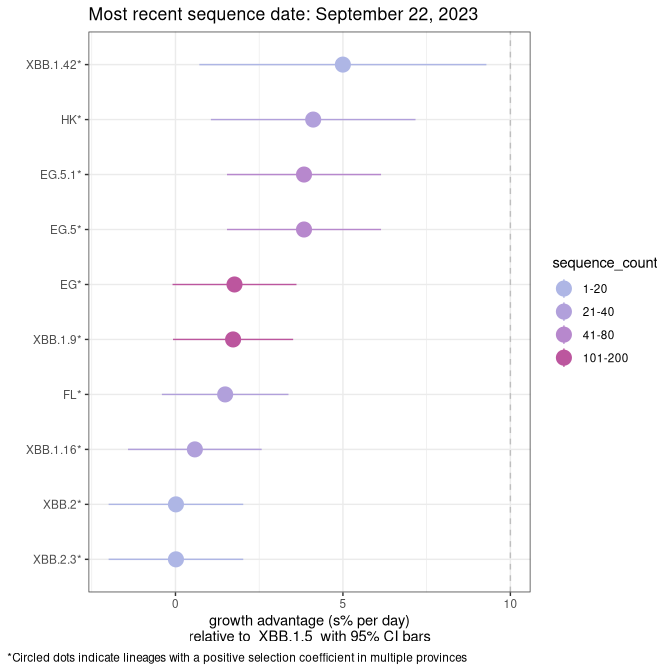 Most recent sequence date: September 22, 2023
XBB.1.42*
HK*
EG.5.1*
EG.5*
EG*
XBB.1.9*
FL*
XBB.1.16*
XBB.2*
XBB.2.3*
0 5 10
growth advantage (s% per day)
relative to XBB.1.5 with 95% CI bars
sequence_count
1-20
21-40
41-80
101-200
*Circled dots indicate lineages with a positive selection coefficient in multiple provinces